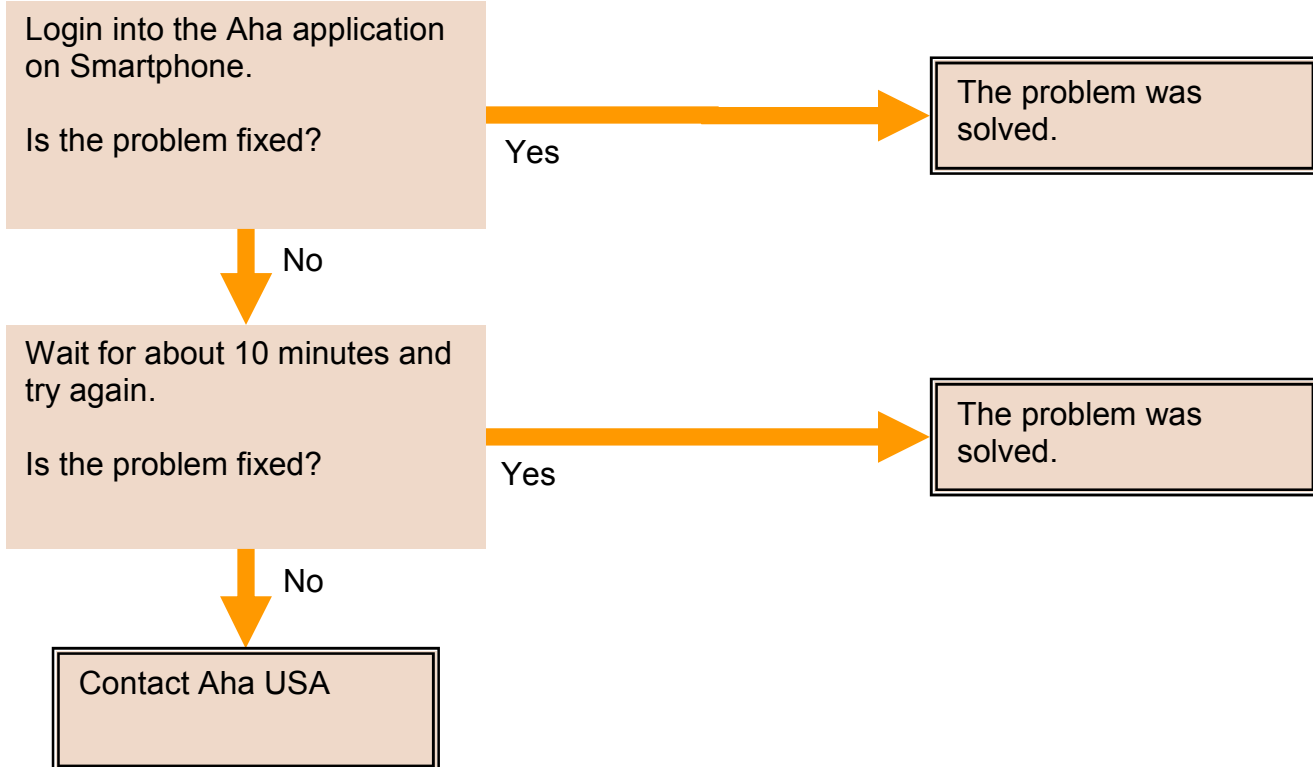 Login into the Aha application
on Smartphone.
Is the problem fixed?
Yes
The problem was
solved.
No
Wait for about 10 minutes and
try again.
Is the problem fixed?
Yes
The problem was
solved.
No
Contact Aha USA